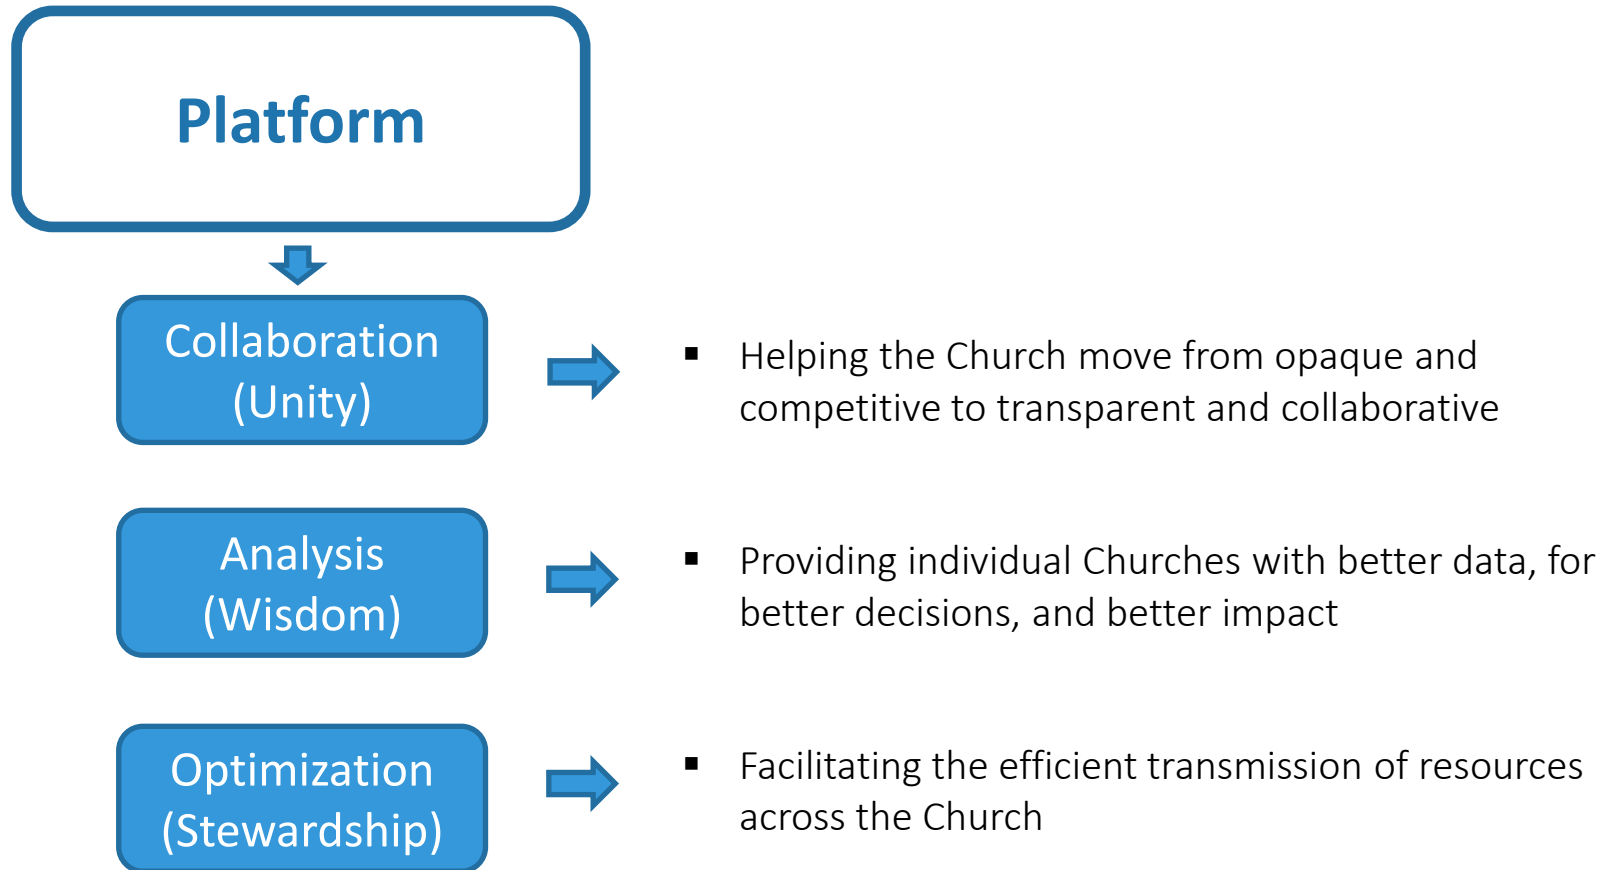 Platform
Collaboration
(Unity)
▪ Helping the Church move from opaque and
competitive to transparent and collaborative
Analysis
(Wisdom)
▪ Providing individual Churches with better data, for
better decisions, and better impact
Optimization
(Stewardship)
▪ Facilitating the efficient transmission of resources
across the Church